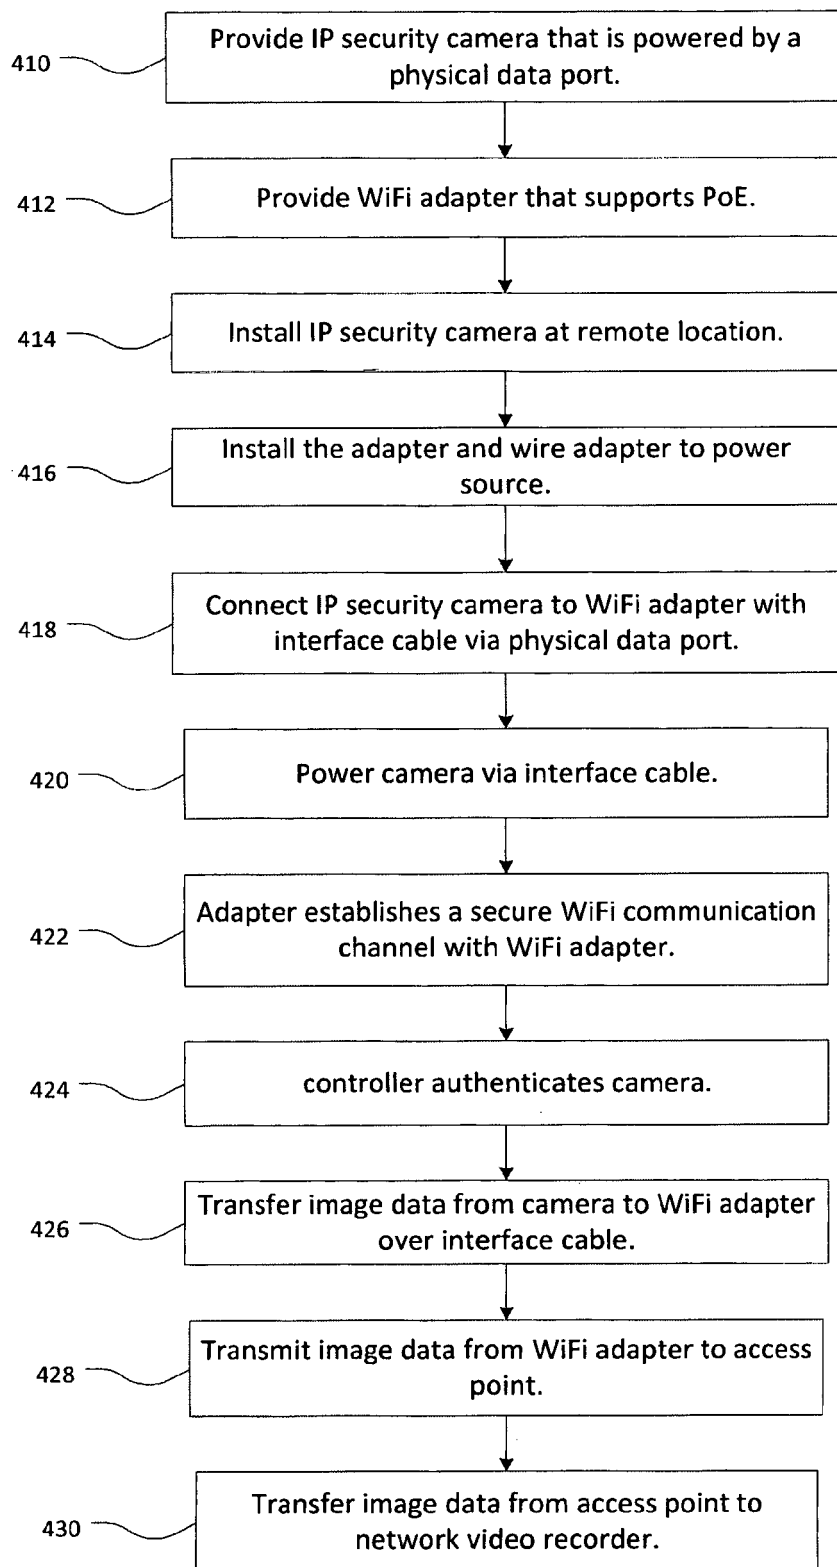 410
Provide IP security camera that is powered by a
physical data port.
412
Provide WiFi adapter that supports PoE.
414
Install IP security camera at remote location.
416
Install the adapter and wire adapter to power
source.
418
Connect IP security camera to WiFi adapter with
interface cable via physical data port.
420
Power camera via interface cable.
422
Adapter establishes a secure WiFi communication
channel with WiFi adapter.
424
controller authenticates camera.
426
Transfer image data from camera to WiFi adapter
over interface cable.
428
Transmit image data from WiFi adapter to access
point.
430
Transfer image data from access point to
network video recorder.